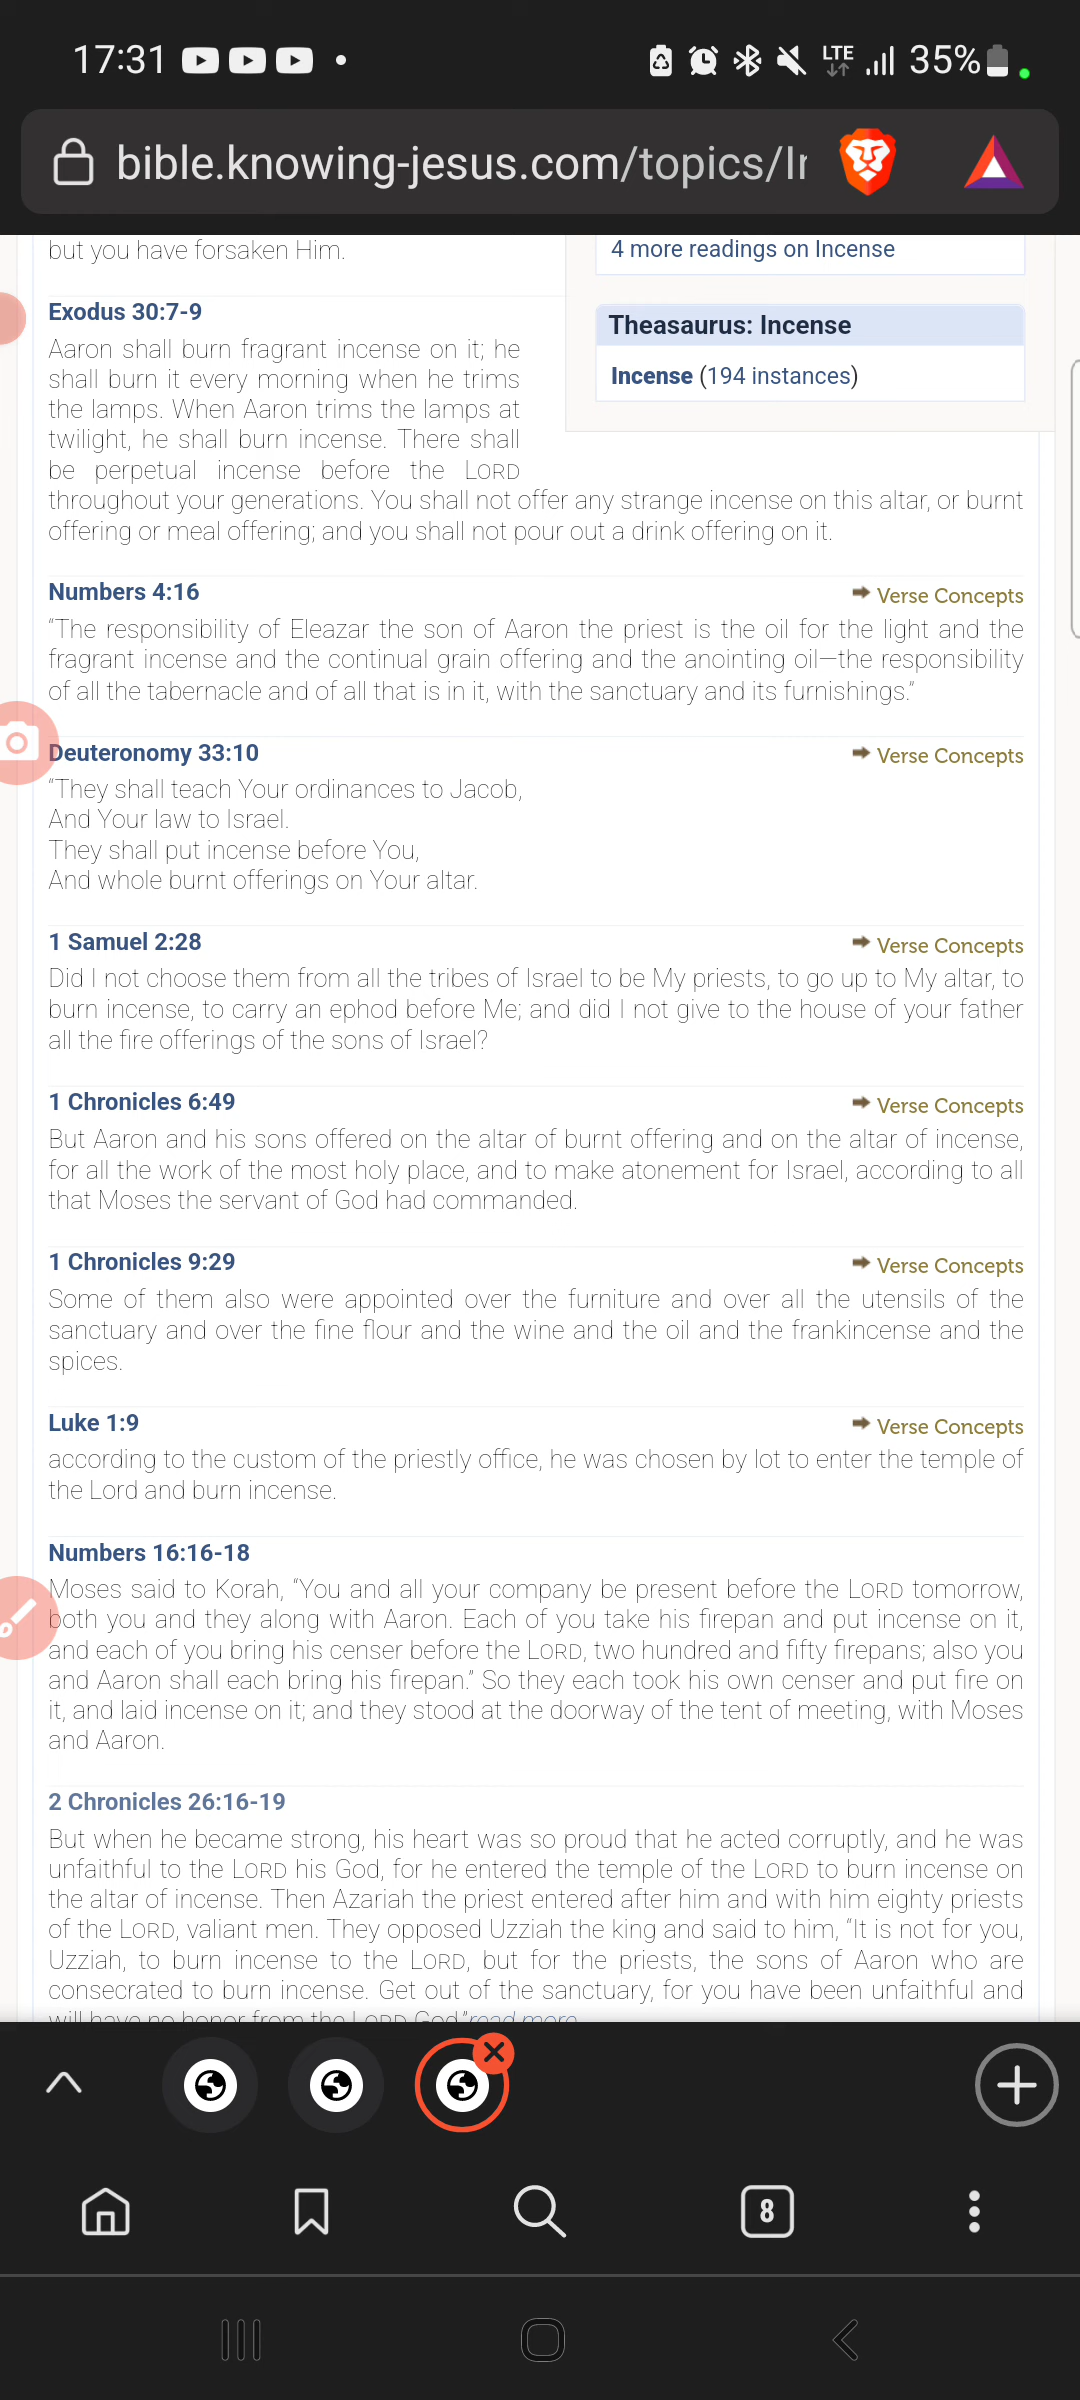 17:31
LTE
35%
bible.knowing-jesus.com/topics/Ir
but you have forsaken Him.
4 more readings on Incense
Theasaurus: Incense
Incense (194 instances)
Exodus 30:7-9
Aaron shall burn fragrant incense on it; he
shall burn it every morning when he trims
the lamps. When Aaron trims the lamps at
twilight, he shall burn incense. There shall
be perpetual incense before the LORD
throughout your generations. You shall not offer any strange incense on this altar, or burnt
offering or meal offering; and you shall not pour out a drink offering on it.
Numbers 4:16
Verse Concepts
“The responsibility of Eleazar the son of Aaron the priest is the oil for the light and the
fragrant incense and the continual grain offering and the anointing oil—the responsibility
of all the tabernacle and of all that is in it, with the sanctuary and its furnishings.”
Deuteronomy 33:10
Verse Concepts
“They shall teach Your ordinances to Jacob,
And Your law to Israel.
They shall put incense before You,
And whole burnt offerings on Your altar.
1 Samuel 2:28
Verse Concepts
Did I not choose them from all the tribes of Israel to be My priests, to go up to My altar, to
burn incense, to carry an ephod before Me; and did I not give to the house of your father
all the fire offerings of the sons of Israel?
1 Chronicles 6:49
Verse Concepts
But Aaron and his sons offered on the altar of burnt offering and on the altar of incense,
for all the work of the most holy place, and to make atonement for Israel, according to all
that Moses the servant of God had commanded.
1 Chronicles 9:29
Verse Concepts
Some of them also were appointed over the furniture and over all the utensils of the
sanctuary and over the fine flour and the wine and the oil and the frankincense and the
spices.
Luke 1:9
Verse Concepts
according to the custom of the priestly office, he was chosen by lot to enter the temple of
the Lord and burn incense.
Numbers 16:16-18
Moses said to Korah, “You and all your company be present before the LORD tomorrow,
both you and they along with Aaron. Each of you take his firepan and put incense on it,
and each of you bring his censer before the LORD, two hundred and fifty firepans; also you
and Aaron shall each bring his firepan.” So they each took his own censer and put fire on
it, and laid incense on it; and they stood at the doorway of the tent of meeting, with Moses
and Aaron.
2 Chronicles 26:16-19
But when he became strong, his heart was so proud that he acted corruptly, and he was
unfaithful to the LORD his God, for he entered the temple of the LORD to burn incense on
the altar of incense. Then Azariah the priest entered after him and with him eighty priests
of the LORD, valiant men. They opposed Uzziah the king and said to him, “It is not for you,
Uzziah, to burn incense to the LORD, but for the priests, the sons of Aaron who are
consecrated to burn incense. Get out of the sanctuary, for you have been unfaithful and
will have no honor from the LORD God.”read more.
8